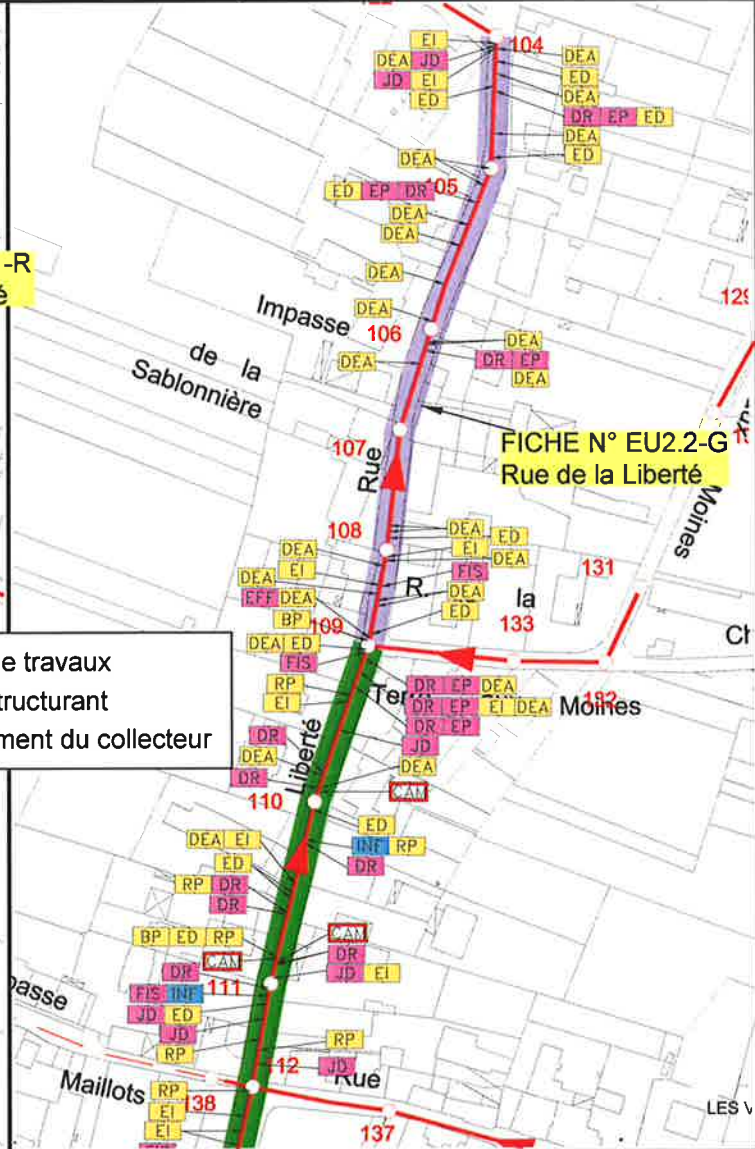 104
EI
DEA JD
JD EI
ED
DEA
ED
DEA
DR EP ED
DEA
ED
DEA
105
ED EP DR
DEA
DEA
DEA
-R
129
Impasse
DEA
106
de la
Sablonnière
DEA
DEA
DR EP
DEA
FICHE N° EU2.2-G
Rue de la Liberté
107
Rue
Moines
108
DEA
EI
DEA
EFF DEA
BP
109
DEA ED
FIS
DEA
ED
EI
DEA
FIS
DEA
ED
R.
la
131
133
132
Moines
RP
EI
DR EP DEA
DR EP EI DEA
DR EP
JD
DEA
CAM
e travaux
tructurant
ment du collecteur
Liberté
DR
DEA
DR
110
ED
INF RP
DR
DEA EI
ED
RP DR
DR
BP ED RP
CAM
DR
CAM
DR
JD EI
111
FIS INF
JD ED
JD
RP
passe
RP
JD
112
Rue
Maillots
RP
EI
EI
138
137
LES V